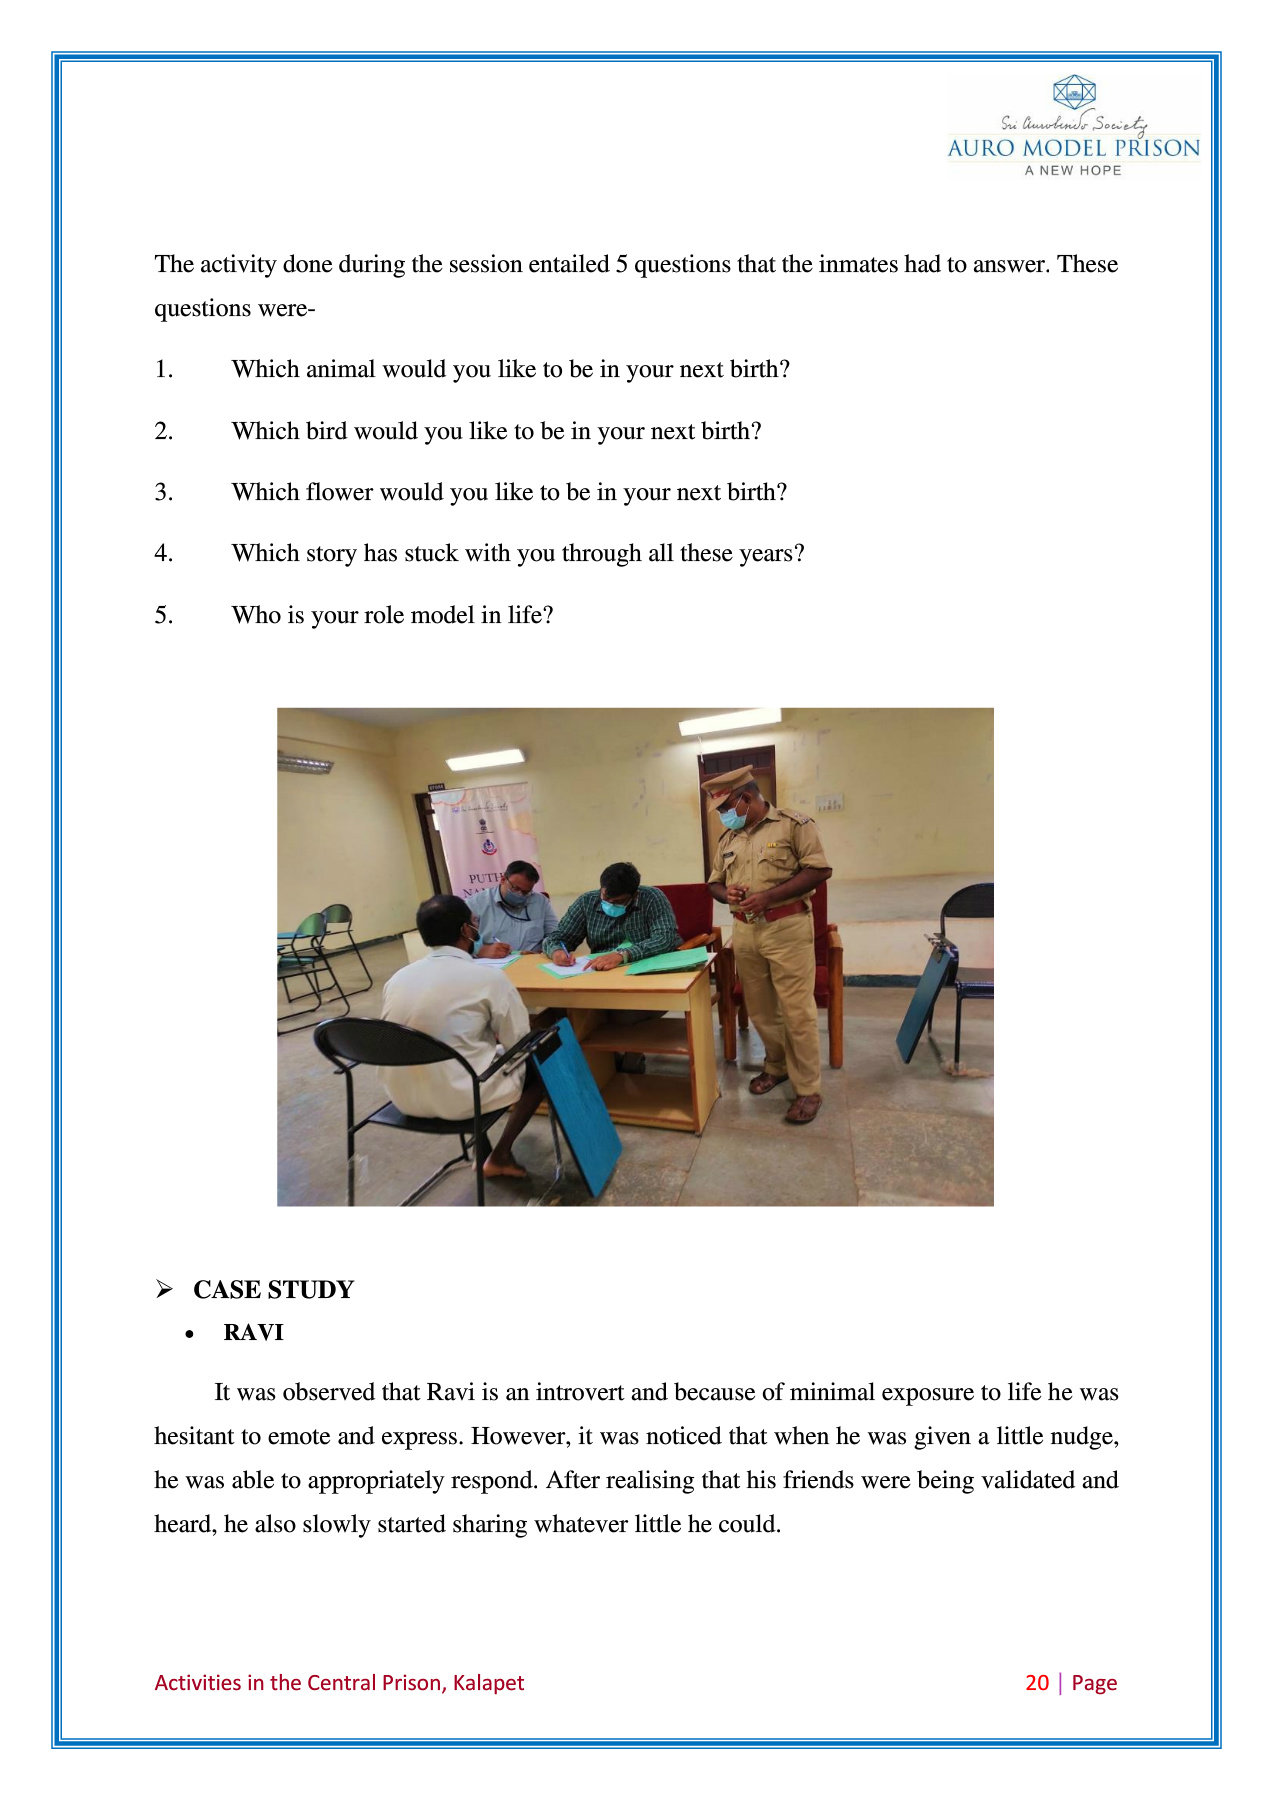 Sri Aurobindo Society
AURO MODEL PRISON
A NEW HOPE
The activity done during the session entailed 5 questions that the inmates had to answer. These
questions were-
1. Which animal would you like to be in your next birth?
2. Which bird would you like to be in your next birth?
3. Which flower would you like to be in your next birth?
4. Which story has stuck with you through all these years?
5. Who is your role model in life?
PUTH
➢ CASE STUDY
• RAVI
It was observed that Ravi is an introvert and because of minimal exposure to life he was
hesitant to emote and express. However, it was noticed that when he was given a little nudge,
he was able to appropriately respond. After realising that his friends were being validated and
heard, he also slowly started sharing whatever little he could.
Activities in the Central Prison, Kalapet
20 | Page